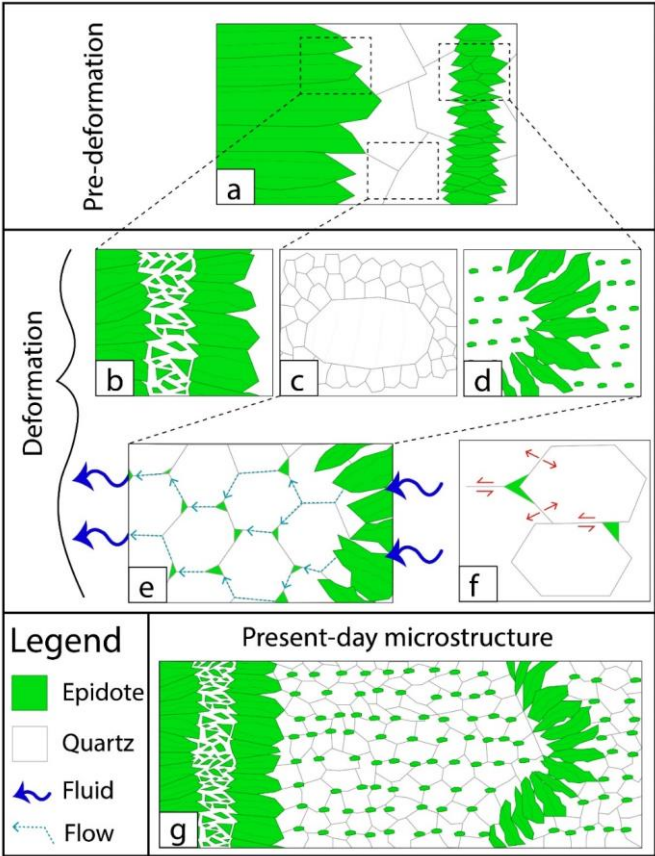 Pre-deformation
a
Deformation
b
c
d
e
f
Legend
Epidote
Quartz
Fluid
Flow
Present-day microstructure
g